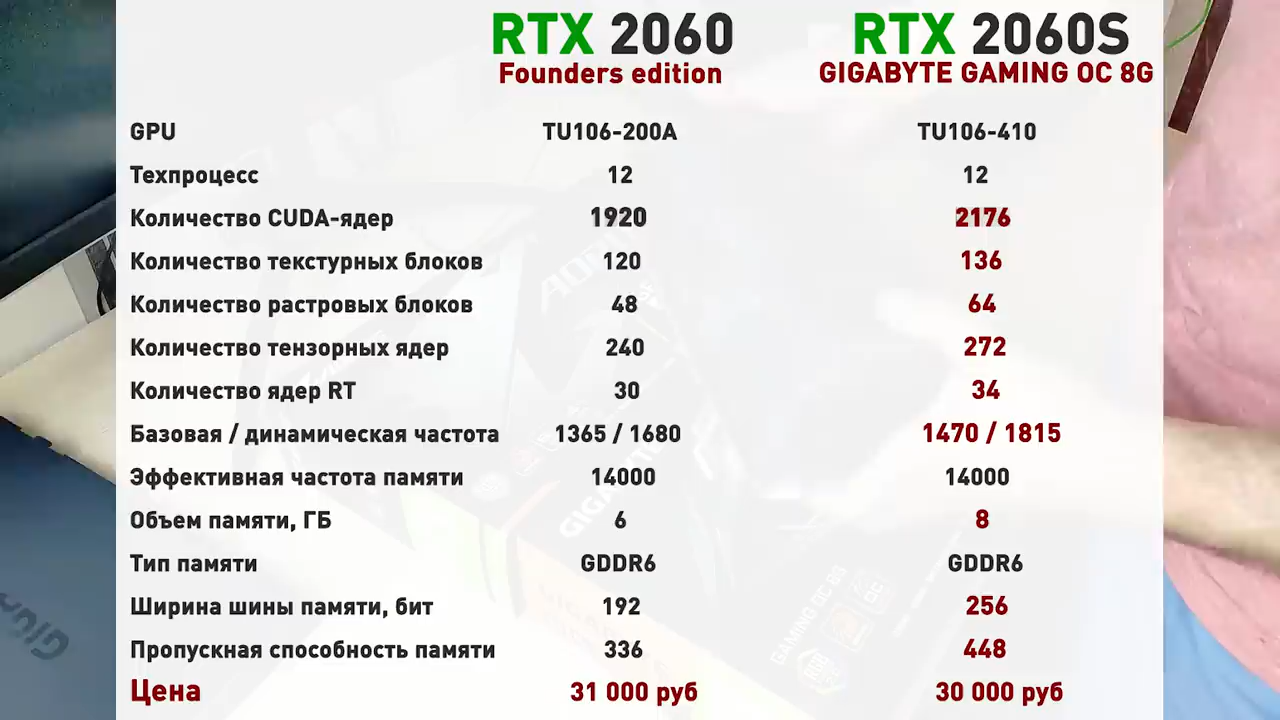 RTX 2060 RTX 2060S
Founders edition GIGABYTE GAMING OC 8G
GPU TU106-200A TU106-410
Техпроцесс 12 12
Количество CUDA-ядер 1920 2176
Количество текстурных блоков 120 136
Количество растровых блоков 48 64
Количество тензорных ядер 240 272
Количество ядер RT 30 34
Базовая / динамическая частота 1365 / 1680 1470 / 1815
Эффективная частота памяти 14000 14000
Объем памяти, ГБ 6 8
Тип памяти GDDR6 GDDR6
Ширина шины памяти, бит 192 256
Пропускная способность памяти 336 448
Цена 31 000 руб 30 000 руб
GIGABYTE
GAMING OC 8G